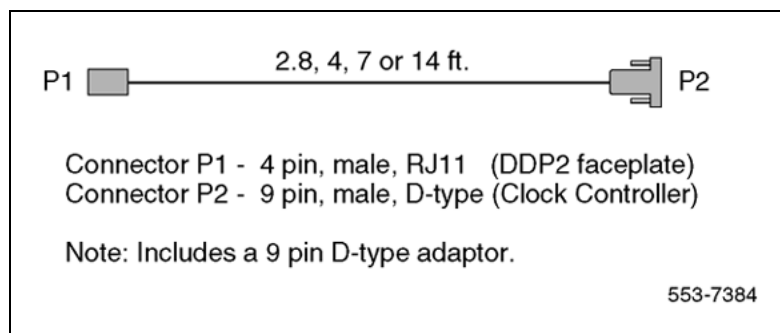 2.8, 4, 7 or 14 ft.
P1
P2
Connector P1 - 4 pin, male, RJ11 (DDP2 faceplate)
Connector P2 - 9 pin, male, D-type (Clock Controller)
Note: Includes a 9 pin D-type adaptor.
553-7384